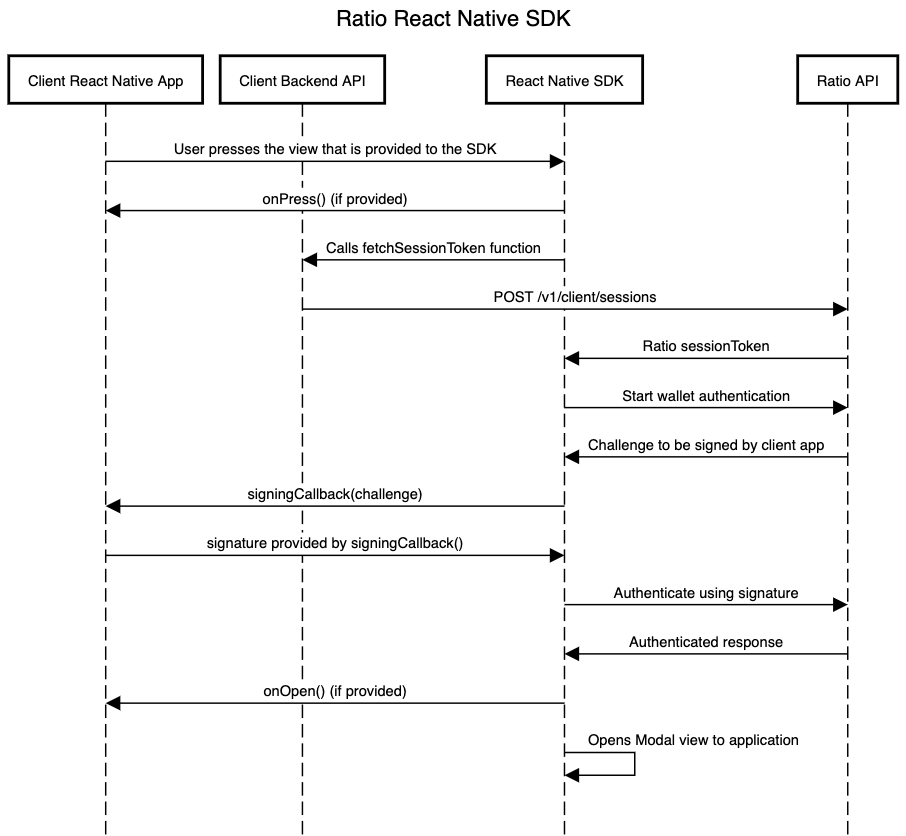 Ratio React Native SDK
Client React Native App
Client Backend API
React Native SDK
Ratio API
User presses the view that is provided to the SDK
onPress() (if provided)
Calls fetchSessionToken function
POST /v1/client/sessions
Ratio sessionToken
Start wallet authentication
Challenge to be signed by client app
signingCallback(challenge)
signature provided by signingCallback()
Authenticate using signature
Authenticated response
onOpen() (if provided)
Opens Modal view to application